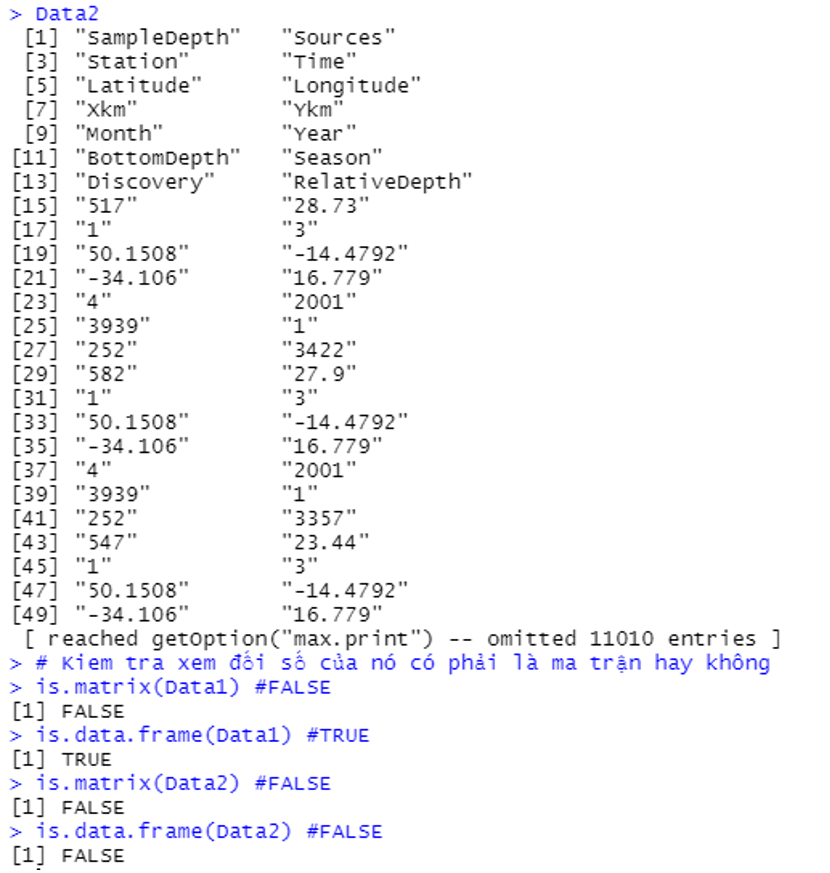 > Data2
 [1] "SampleDepth"   "Sources"
 [3] "Station"       "Time"
 [5] "Latitude"      "Longitude"
 [7] "Xkm"           "Ykm"
 [9] "Month"         "Year"
[11] "BottomDepth"   "Season"
[13] "Discovery"     "RelativeDepth"
[15] "517"           "28.73"
[17] "1"             "3"
[19] "50.1508"       "-14.4792"
[21] "-34.106"       "16.779"
[23] "4"             "2001"
[25] "3939"          "1"
[27] "252"           "3422"
[29] "582"           "27.9"
[31] "1"             "3"
[33] "50.1508"       "-14.4792"
[35] "-34.106"       "16.779"
[37] "4"             "2001"
[39] "3939"          "1"
[41] "252"           "3357"
[43] "547"           "23.44"
[45] "1"             "3"
[47] "50.1508"       "-14.4792"
[49] "-34.106"       "16.779"
 [ reached getOption("max.print") -- omitted 11010 entries ]
> # Kiem tra xem đối số của nó có phải là ma trận hay không
> is.matrix(Data1) #FALSE
[1] FALSE
> is.data.frame(Data1) #TRUE
[1] TRUE
> is.matrix(Data2) #FALSE
[1] FALSE
> is.data.frame(Data2) #FALSE
[1] FALSE